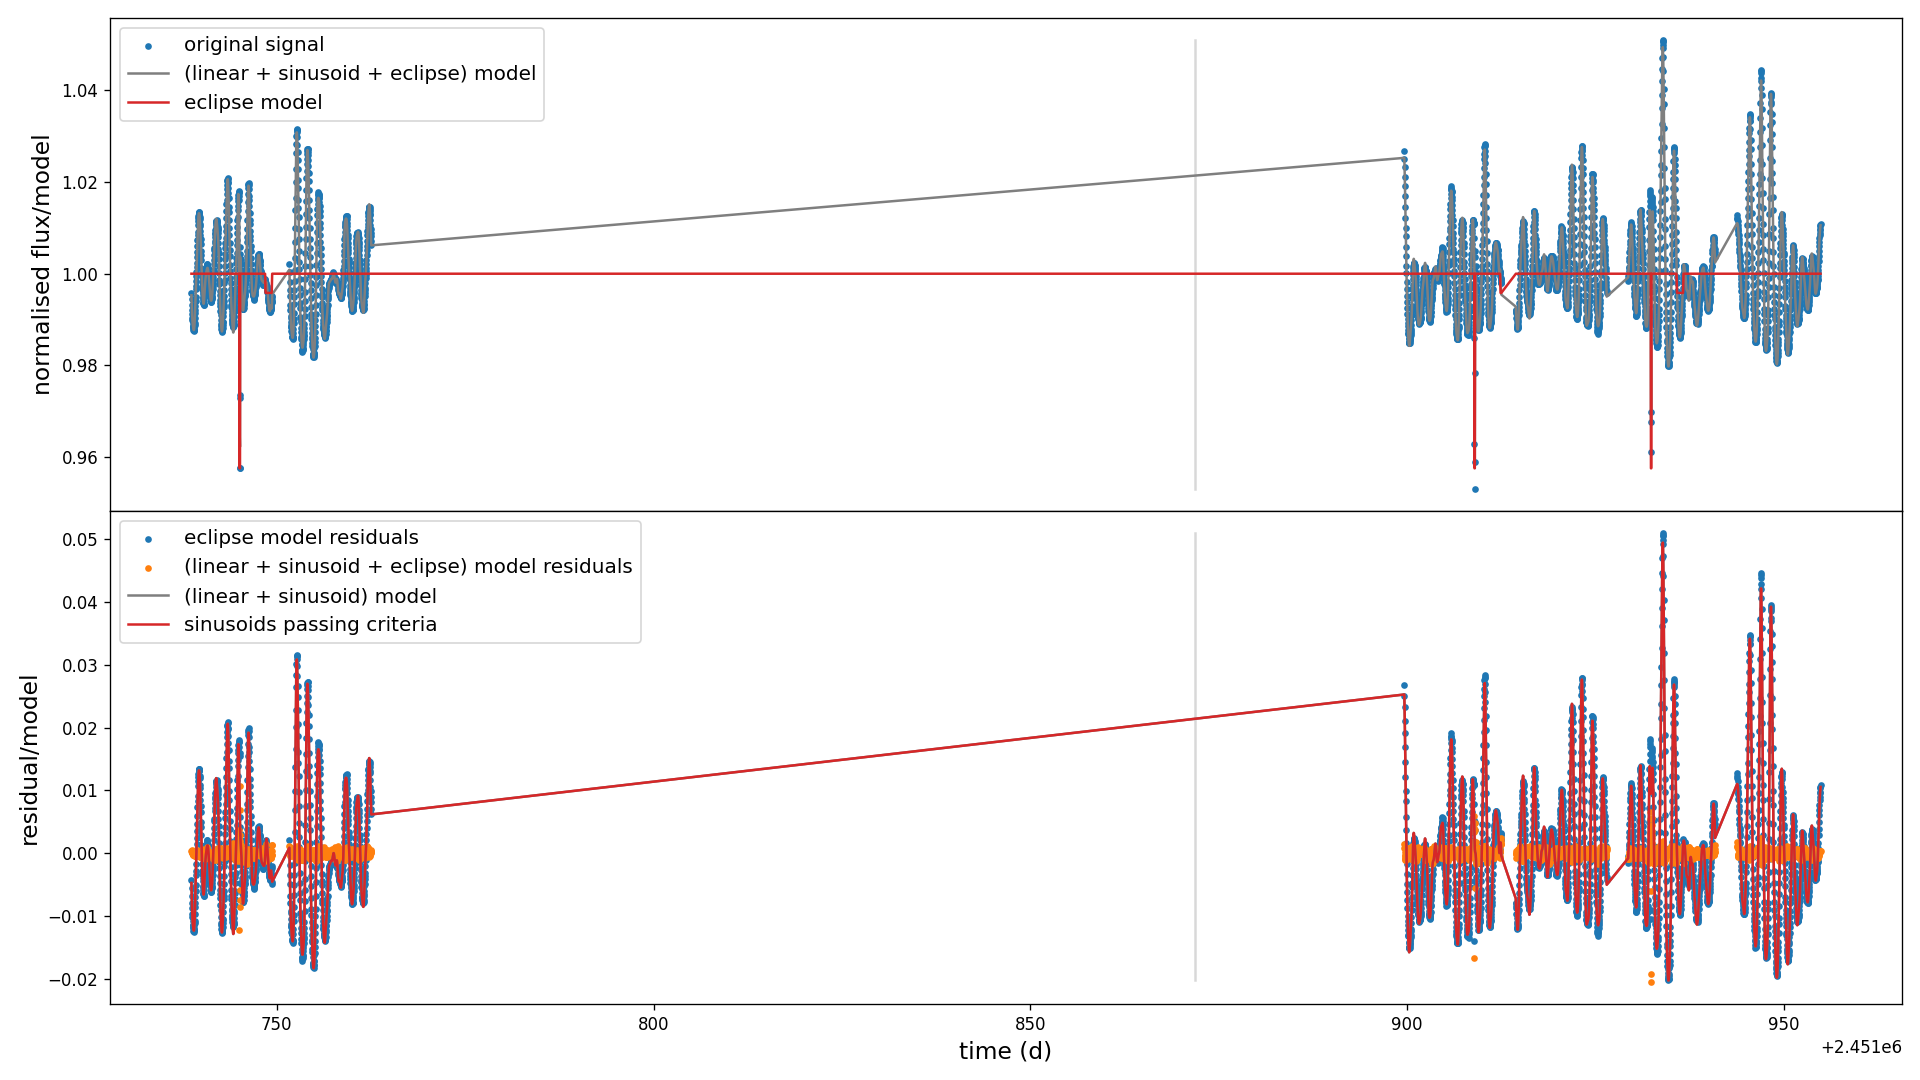 original signal
(linear + sinusoid + eclipse) model
eclipse model
normalised flux/model
1.04
1.02
1.00
0.98
0.96
eclipse model residuals
(linear + sinusoid + eclipse) model residuals
(linear + sinusoid) model
sinusoids passing criteria
residual/model
0.05
0.04
0.03
0.02
0.01
0.00
−0.01
−0.02
750
800
850
900
950
time (d)
+2.451e6